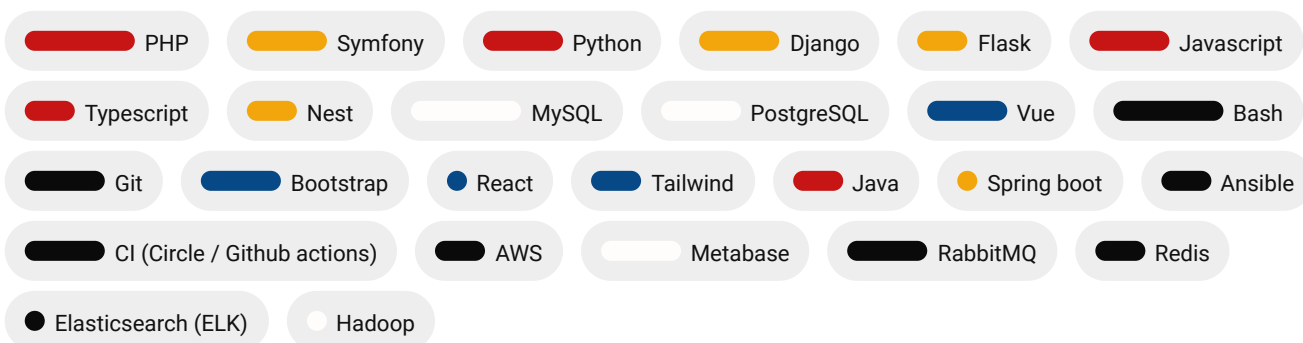 PHP Symfony Python Django Flask Javascript
Typescript Nest MySQL PostgreSQL Vue Bash
Git Bootstrap React Tailwind Java Spring boot Ansible
CI (Circle / Github actions) AWS Metabase RabbitMQ Redis
Elasticsearch (ELK) Hadoop